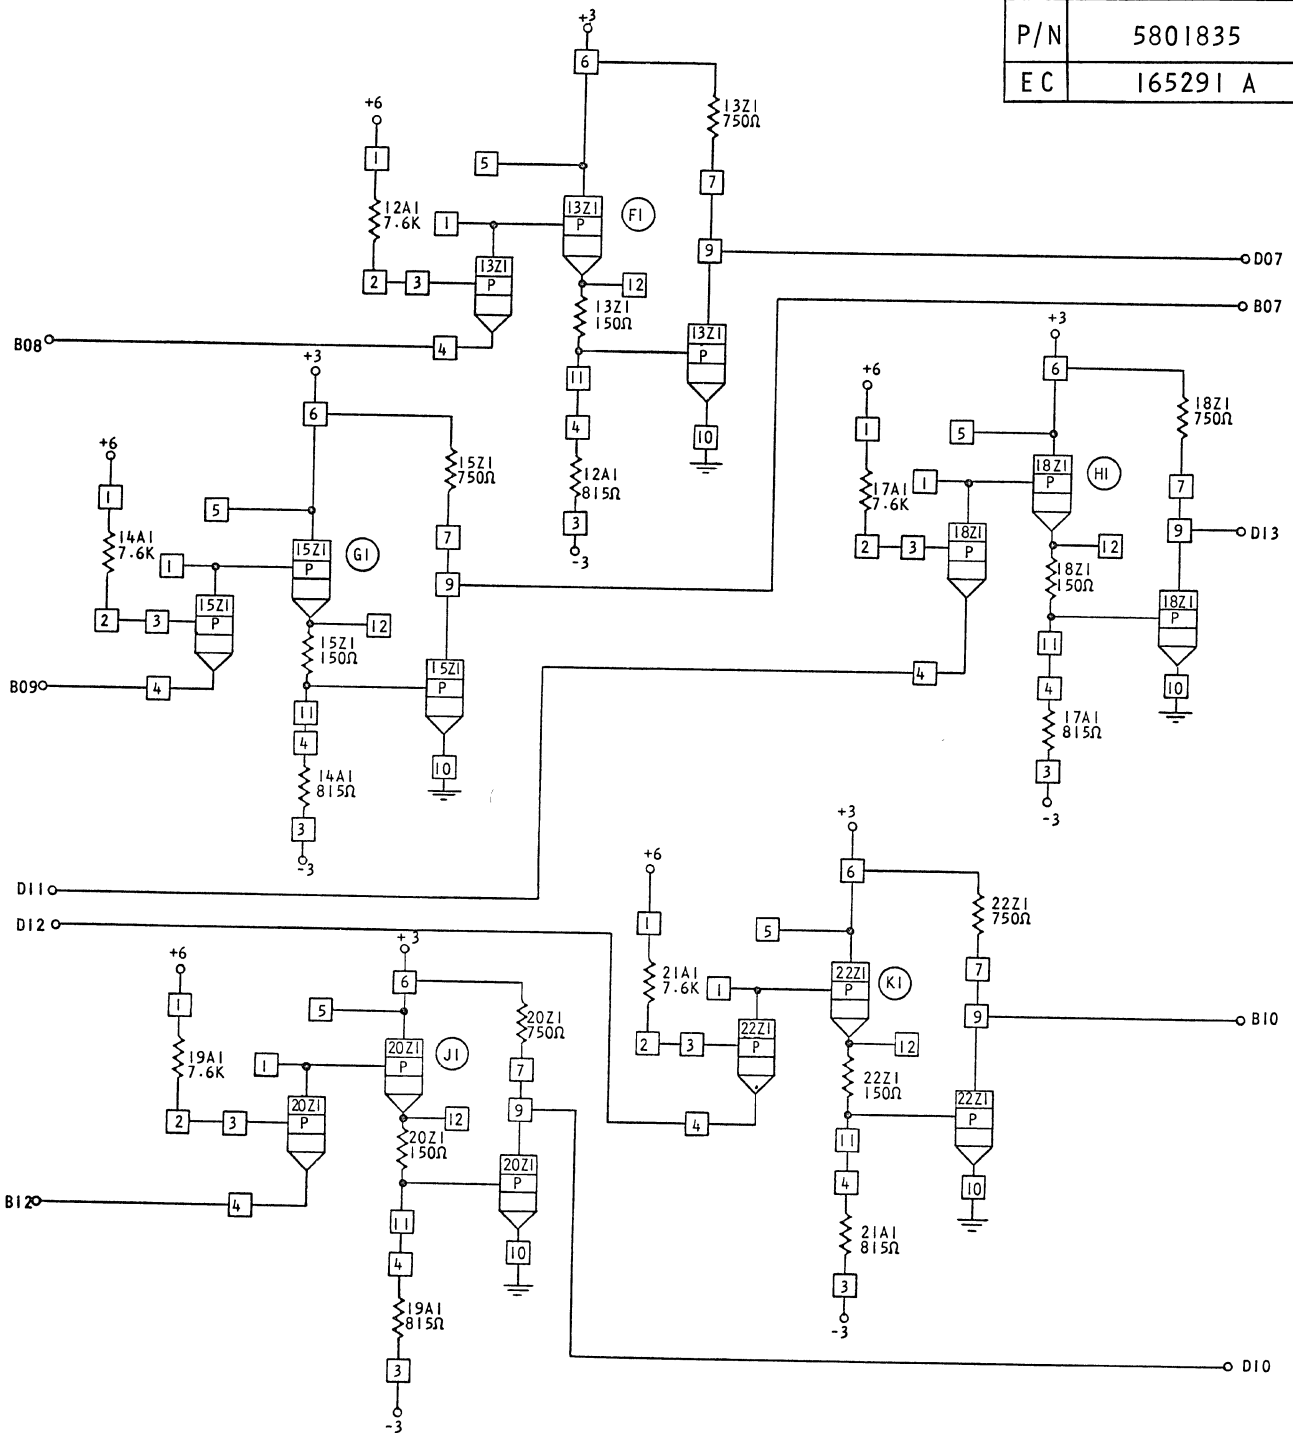 P/N 5801835
EC 165291 A
+3
6
13Z1
750Ω
+6
1
5
7
12A1
7.6K
1
13Z1
P
F1
9
D07
2
3
13Z1
P
12
13Z1
150Ω
B07
B08
4
13Z1
P
11
4
10
12A1
815Ω
3
-3
+3
6
15Z1
750Ω
+6
1
5
7
14A1
7.6K
1
15Z1
P
G1
9
2
3
15Z1
P
12
15Z1
150Ω
B09
4
15Z1
P
11
4
10
14A1
815Ω
3
-3
+3
6
18Z1
750Ω
+6
1
5
7
17A1
7.6K
1
18Z1
P
H1
9
D13
2
3
18Z1
P
12
18Z1
150Ω
18Z1
P
4
11
4
10
17A1
815Ω
3
-3
D11
D12
+3
6
20Z1
750Ω
+6
1
5
7
19A1
7.6K
1
20Z1
P
J1
9
2
3
20Z1
P
12
20Z1
150Ω
20Z1
P
B12
4
11
4
10
19A1
815Ω
3
-3
+3
6
22Z1
750Ω
+6
1
5
7
21A1
7.6K
1
22Z1
P
K1
9
B10
2
3
22Z1
P
12
22Z1
150Ω
22Z1
P
4
11
4
10
21A1
815Ω
3
-3
D10